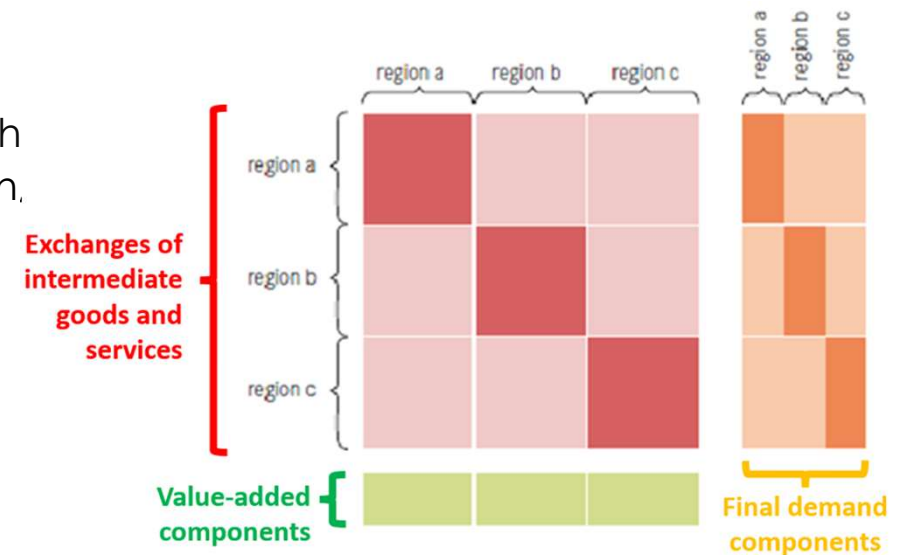 region a
region b
region c
region a
region b
region c
h
n,
region a
region b
region c
Exchanges of
intermediate
goods and
services
Value-added
components
Final demand
components